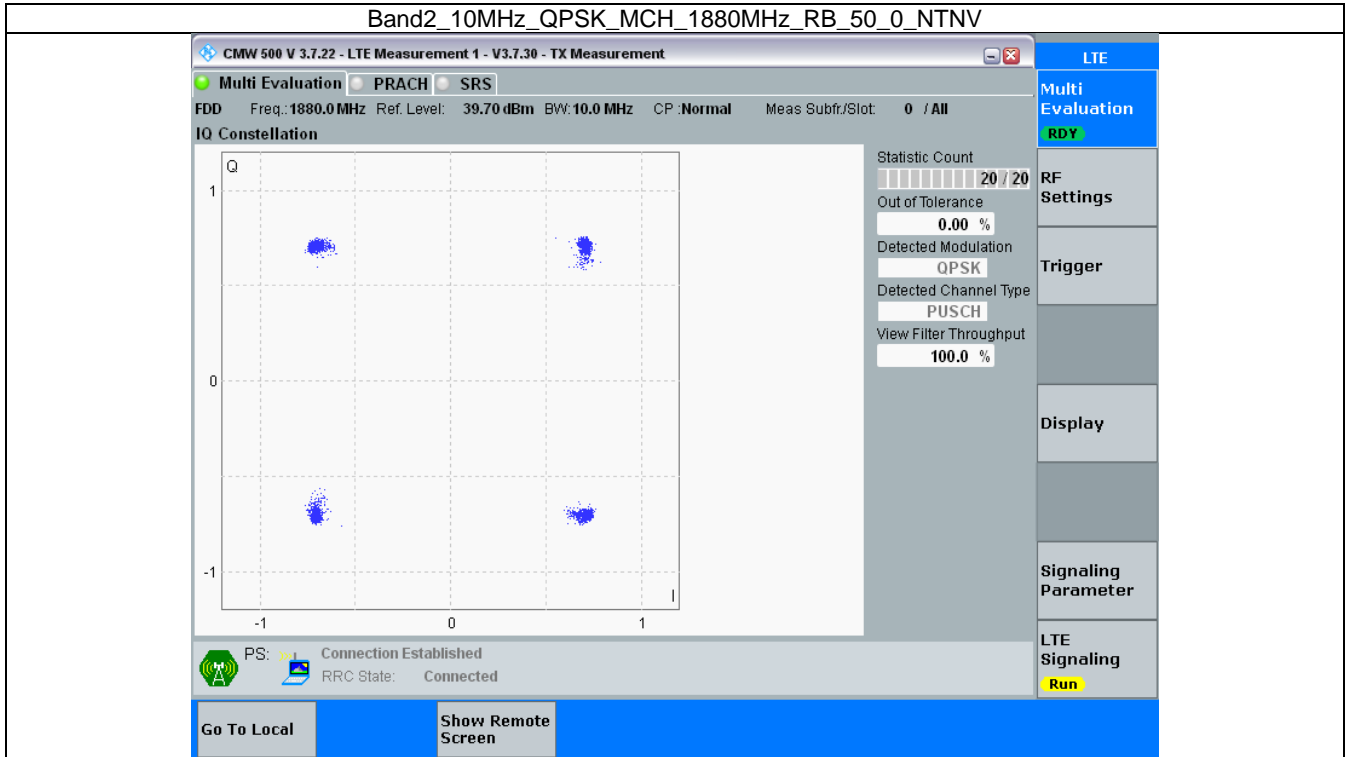 Band2_10MHz_QPSK_MCH_1880MHz_RB_50_0_NTNV
CMW 500 V 3.7.22 - LTE Measurement 1 - V3.7.30 - TX Measurement
LTE
Multi Evaluation PRACH SRS
Multi
Evaluation
RDY
FDD Freq.: 1880.0 MHz Ref. Level: 39.70 dBm BW: 10.0 MHz CP :Normal Meas Subfr./Slot: 0 / All
IQ Constellation
Q
1
0
-1
I
-1 0 1
Statistic Count
20 / 20
Out of Tolerance
0.00 %
Detected Modulation
QPSK
Detected Channel Type
PUSCH
View Filter Throughput
100.0 %
RF
Settings
Trigger
Display
Signaling
Parameter
LTE
Signaling
Run
PS: Connection Established
RRC State: Connected
Go To Local
Show Remote
Screen